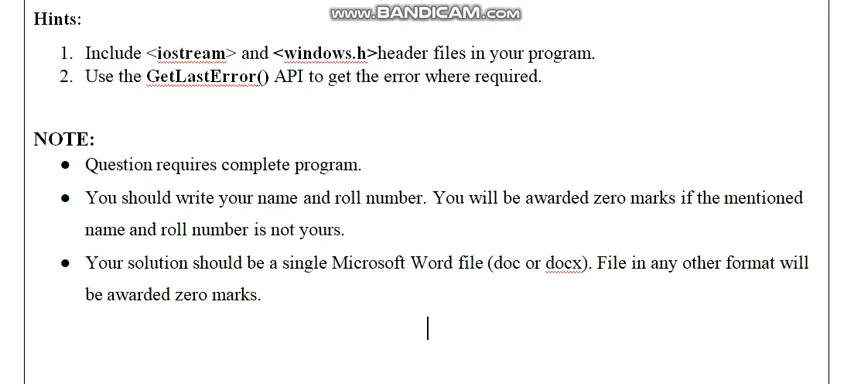 www.BANDICAM.com
Hints:
1. Include <iostream> and <windows.h>header files in your program.
2. Use the GetLastError() API to get the error where required.
NOTE:
● Question requires complete program.
● You should write your name and roll number. You will be awarded zero marks if the mentioned
name and roll number is not yours.
● Your solution should be a single Microsoft Word file (doc or docx). File in any other format will
be awarded zero marks.